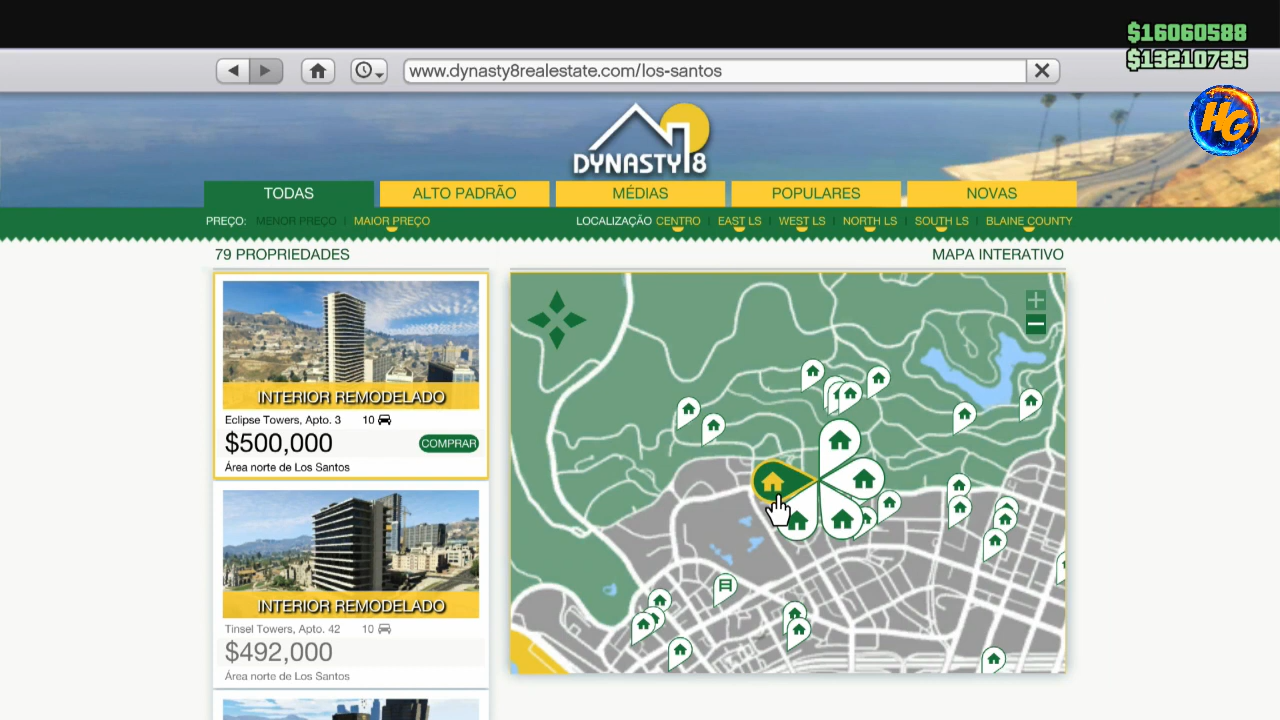 $16060588
$13210735
www.dynasty8realestate.com/los-santos
HG
DYNASTY 8
TODAS
ALTO PADRÃO
MÉDIAS
POPULARES
NOVAS
PREÇO: MENOR PREÇO | MAIOR PREÇO
LOCALIZAÇÃO CENTRO | EAST LS | WEST LS | NORTH LS | SOUTH LS | BLAINE COUNTY
79 PROPRIEDADES
MAPA INTERATIVO
INTERIOR REMODELADO
Eclipse Towers, Apto. 3 10
$500,000
COMPRAR
Área norte de Los Santos
INTERIOR REMODELADO
Tinsel Towers, Apto. 42 10
$492,000
Área norte de Los Santos